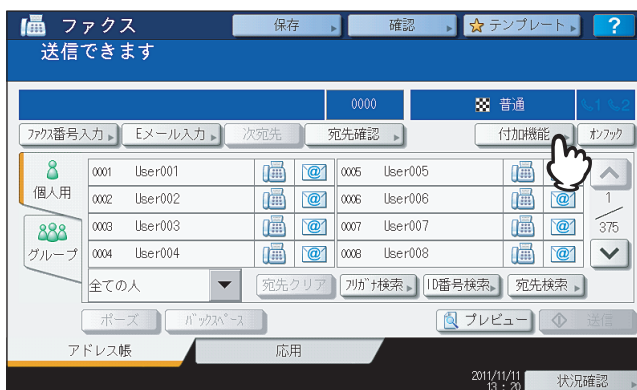 ファクス 保存 確認 テンプレート ?
送信できます
0000 普通 1 2
ファクス番号入力 Eメール入力 次宛先 宛先確認 付加機能 オンフック
個人用
グループ
0001 User001 0005 User005
0002 User002 0006 User006
0003 User003 0007 User007
0004 User004 0008 User008
1
375
全ての人 宛先クリア フリガナ検索 ID番号検索 宛先検索
ポーズ バックスペース プレビュー 送信
アドレス帳 応用
2011/11/11
13：20
状況確認